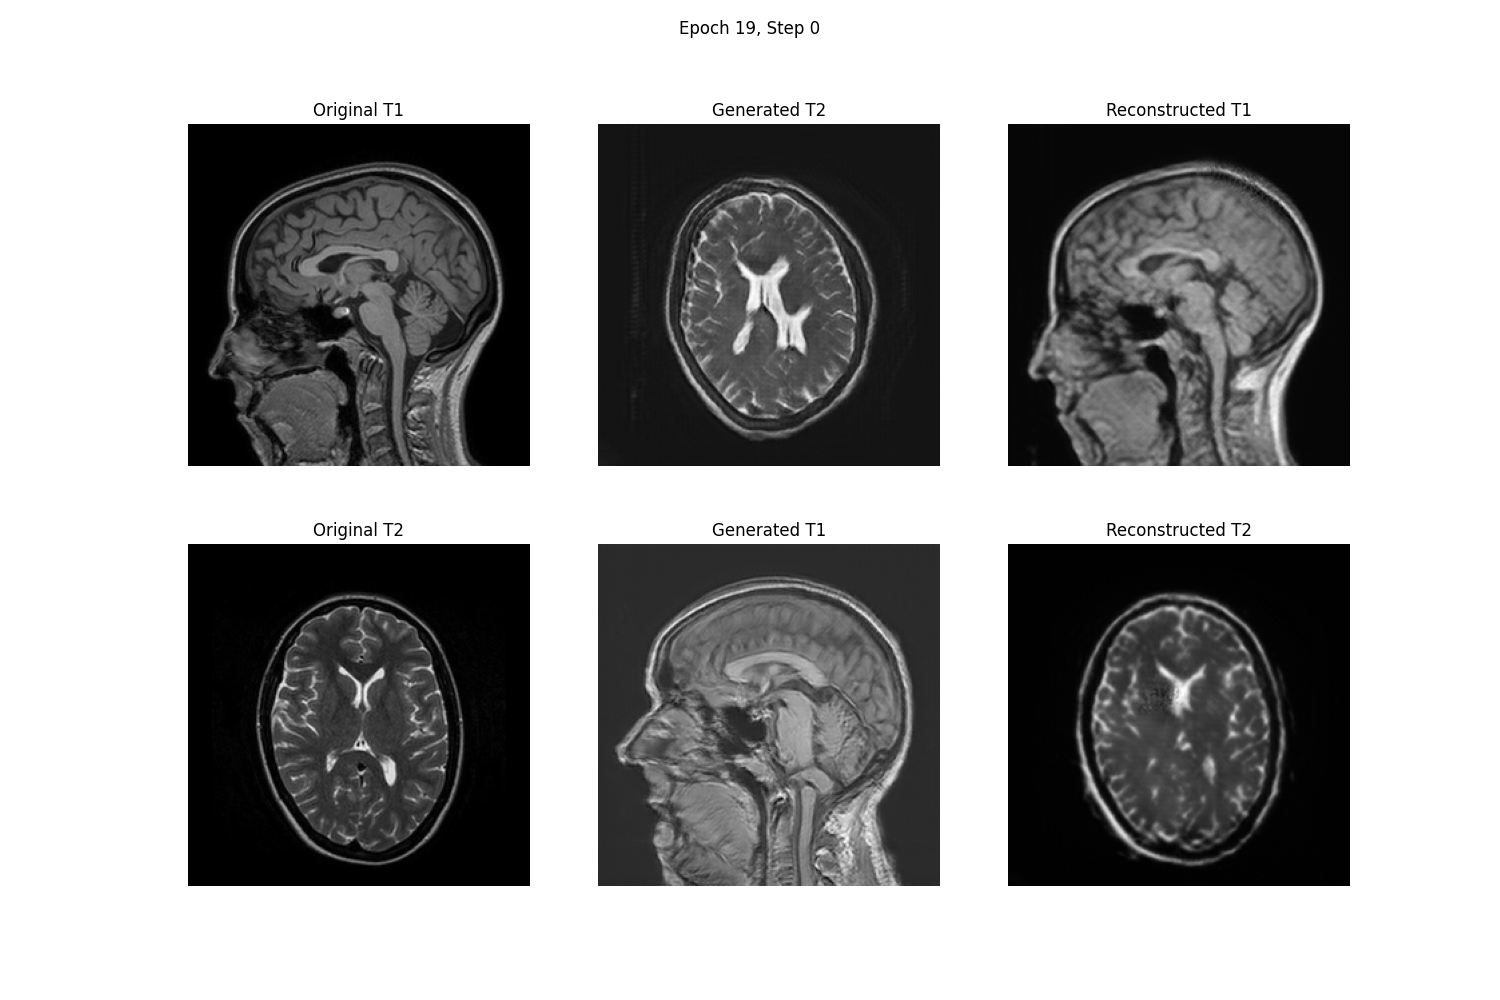 Epoch 19, Step 0
Original T1
Generated T2
Reconstructed T1
Original T2
Generated T1
Reconstructed T2